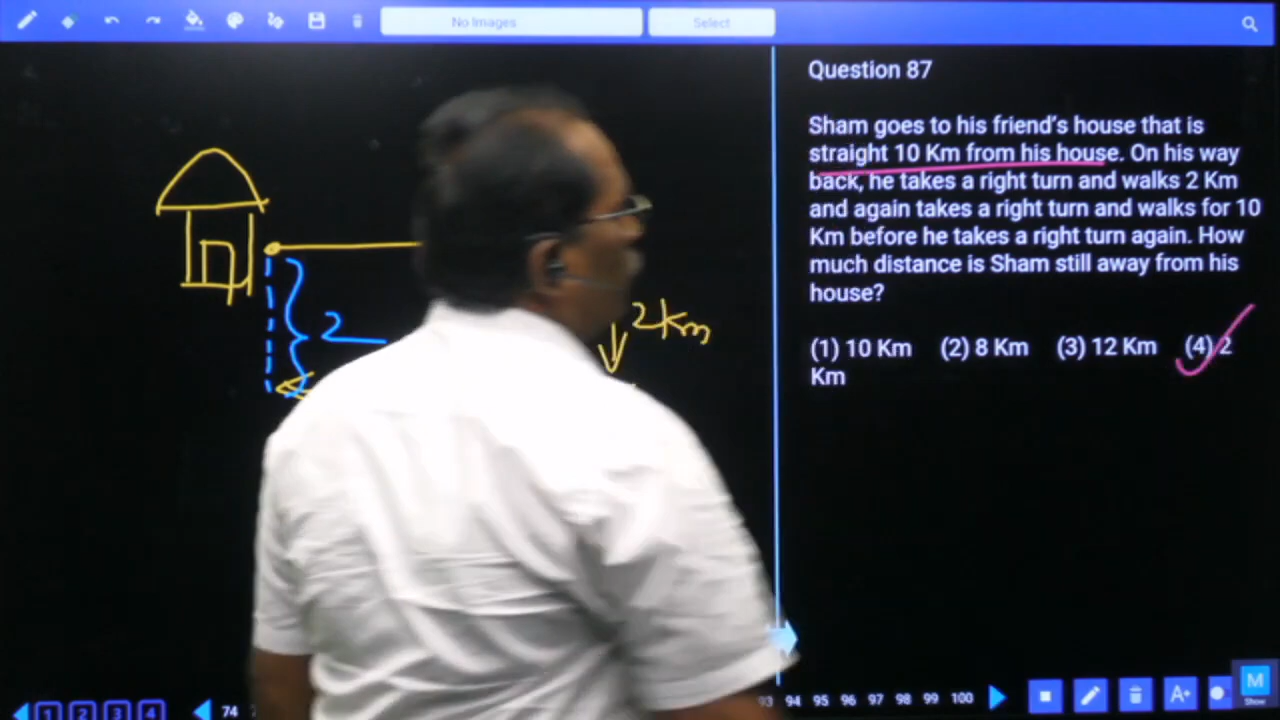 No Images
Select
Question 87
Sham goes to his friend's house that is
straight 10 Km from his house. On his way
back, he takes a right turn and walks 2 Km
and again takes a right turn and walks for 10
Km before he takes a right turn again. How
much distance is Sham still away from his
house?
(1) 10 Km (2) 8 Km (3) 12 Km (4) 2
Km
2
2 Km
1 2 3 4
74
93 94 95 96 97 98 99 100
A+
M
Show